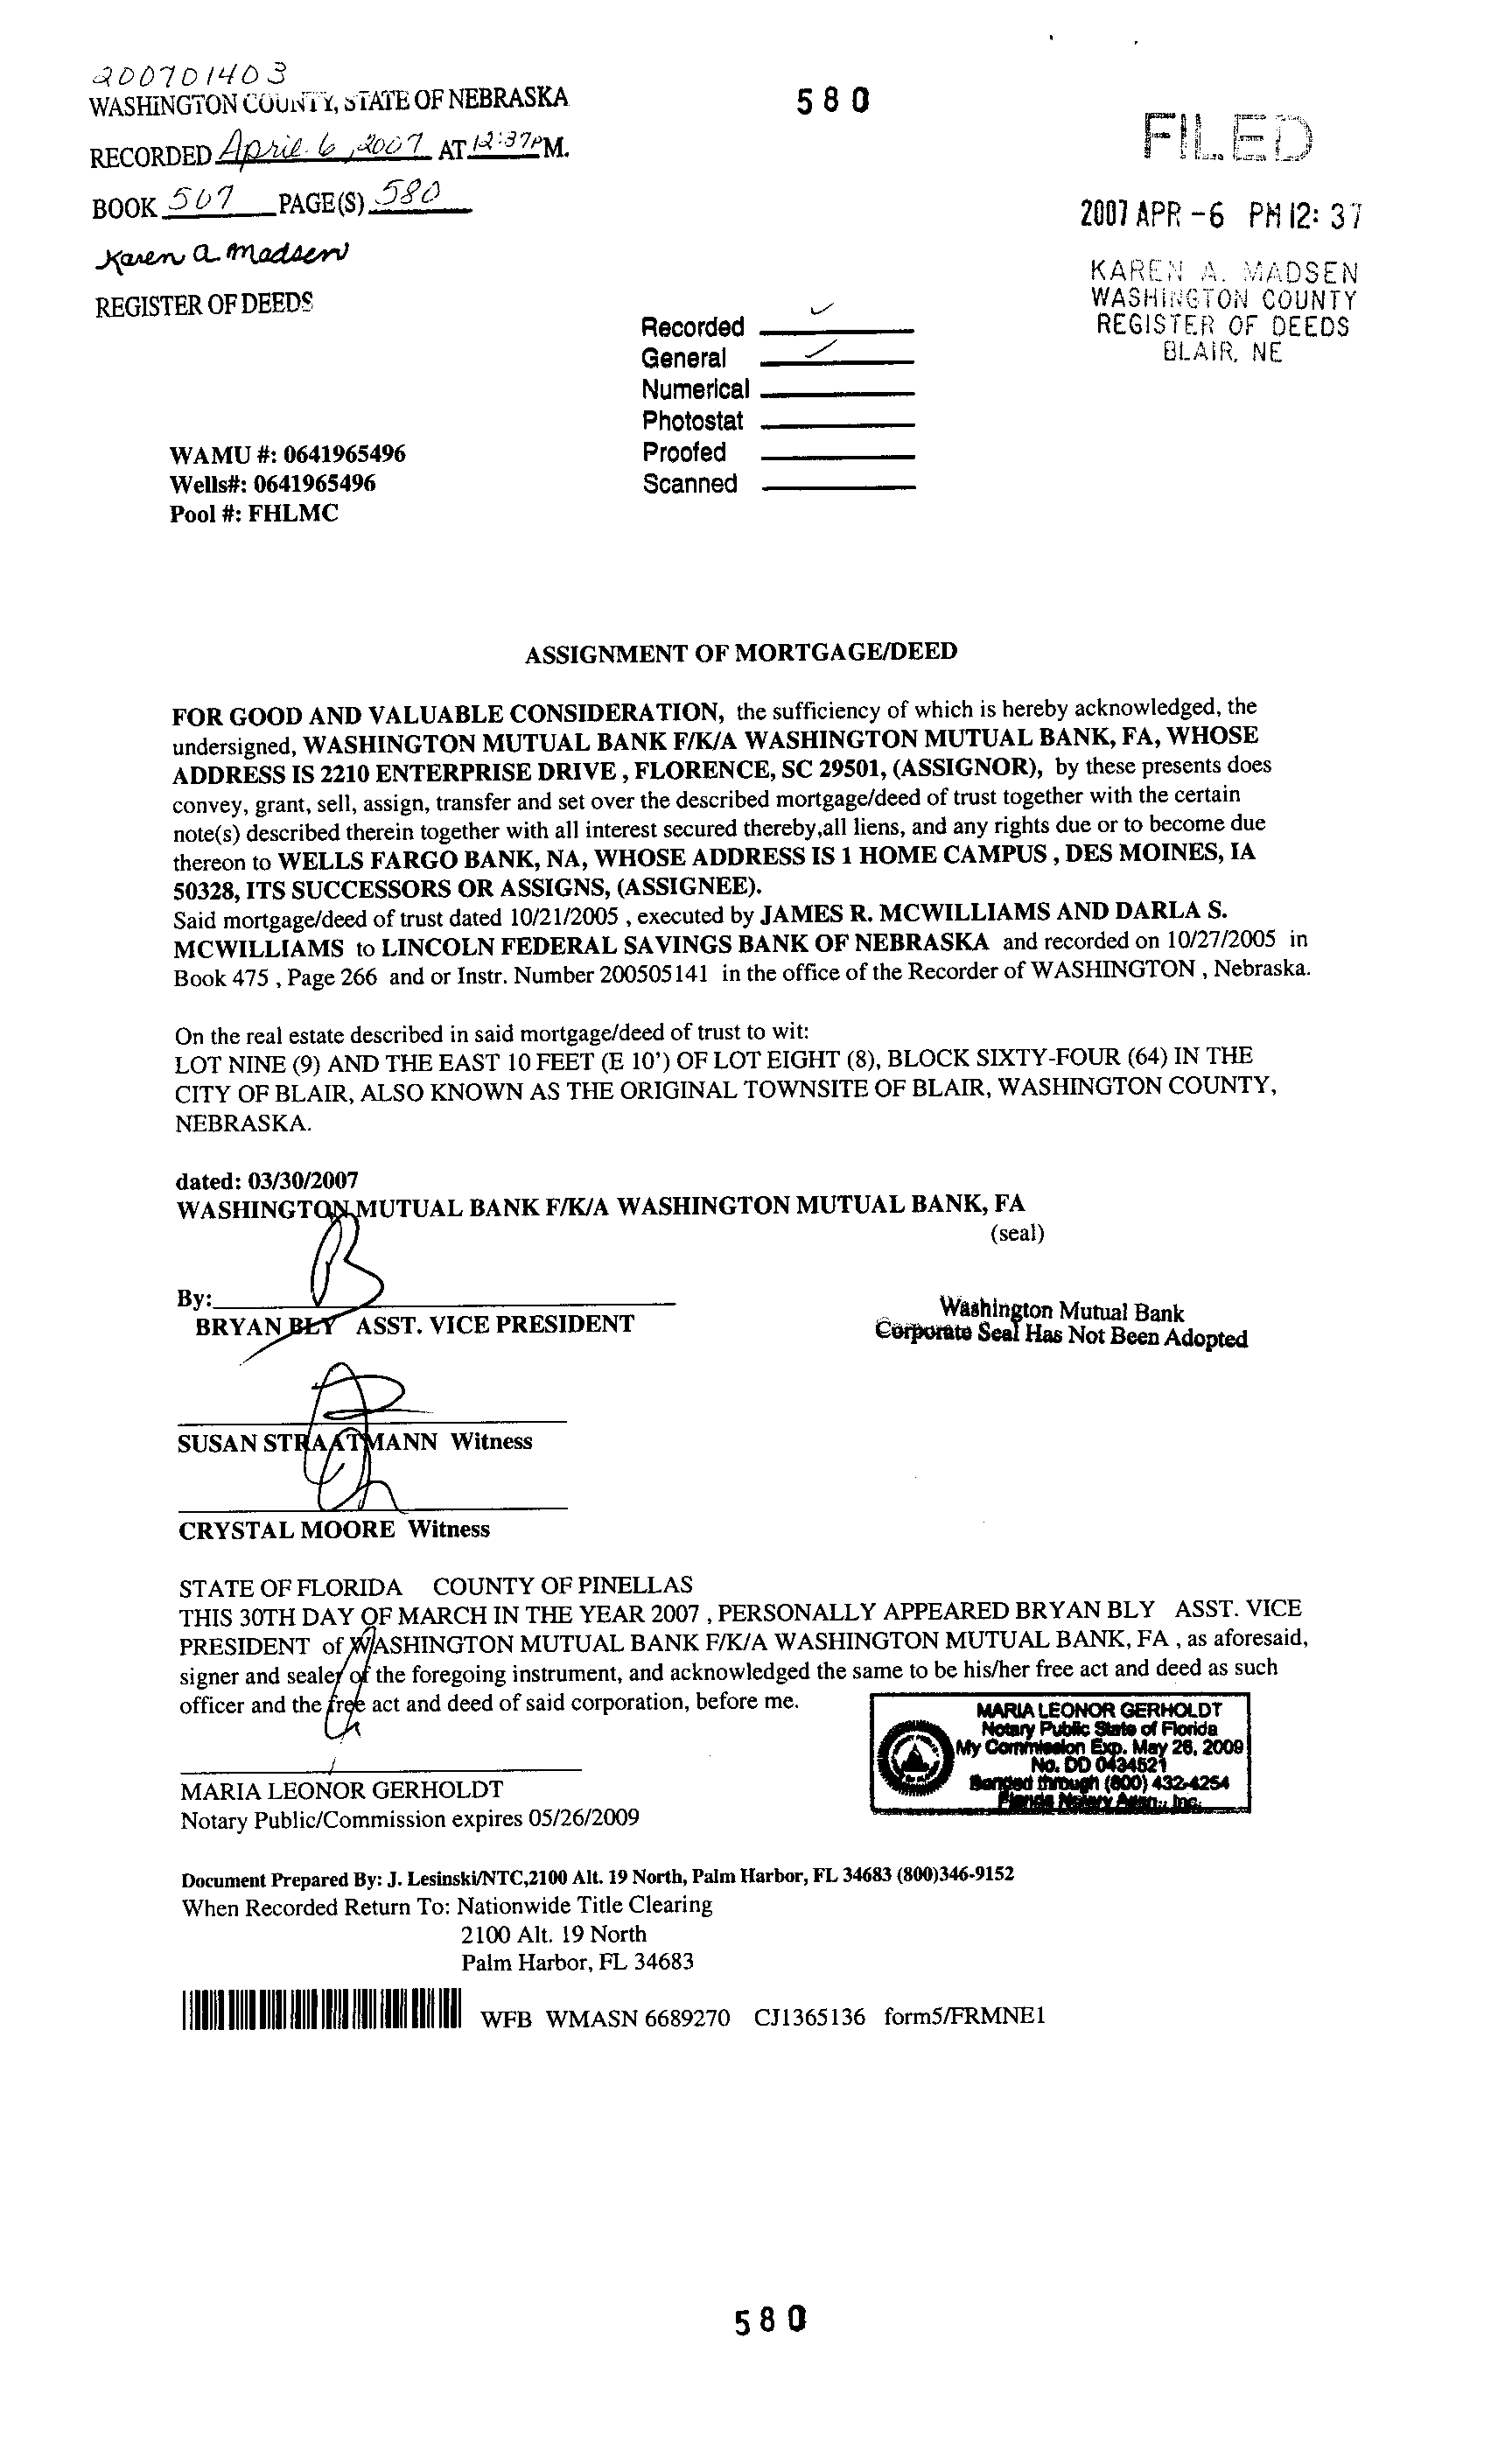 200701403
WASHINGTON COUNTY, STATE OF NEBRASKA
RECORDED April 6, 2007 AT 12:37PM.
BOOK 507 PAGE(S) 580
Karen A. Madsen
REGISTER OF DEEDS
580
FILED
2007 APR -6 PM 12: 37
KAREN A. MADSEN
WASHINGTON COUNTY
REGISTER OF DEEDS
BLAIR, NE
Recorded ✓
General ✓
Numerical
Photostat
Proofed
Scanned
WAMU #: 0641965496
Wells#: 0641965496
Pool #: FHLMC
ASSIGNMENT OF MORTGAGE/DEED
FOR GOOD AND VALUABLE CONSIDERATION, the sufficiency of which is hereby acknowledged, the
undersigned, WASHINGTON MUTUAL BANK F/K/A WASHINGTON MUTUAL BANK, FA, WHOSE
ADDRESS IS 2210 ENTERPRISE DRIVE , FLORENCE, SC 29501, (ASSIGNOR), by these presents does
convey, grant, sell, assign, transfer and set over the described mortgage/deed of trust together with the certain
note(s) described therein together with all interest secured thereby,all liens, and any rights due or to become due
thereon to WELLS FARGO BANK, NA, WHOSE ADDRESS IS 1 HOME CAMPUS , DES MOINES, IA
50328, ITS SUCCESSORS OR ASSIGNS, (ASSIGNEE).
Said mortgage/deed of trust dated 10/21/2005 , executed by JAMES R. MCWILLIAMS AND DARLA S.
MCWILLIAMS to LINCOLN FEDERAL SAVINGS BANK OF NEBRASKA and recorded on 10/27/2005 in
Book 475 , Page 266 and or Instr. Number 200505141 in the office of the Recorder of WASHINGTON , Nebraska.
On the real estate described in said mortgage/deed of trust to wit:
LOT NINE (9) AND THE EAST 10 FEET (E 10') OF LOT EIGHT (8), BLOCK SIXTY-FOUR (64) IN THE
CITY OF BLAIR, ALSO KNOWN AS THE ORIGINAL TOWNSITE OF BLAIR, WASHINGTON COUNTY,
NEBRASKA.
dated: 03/30/2007
WASHINGTON MUTUAL BANK F/K/A WASHINGTON MUTUAL BANK, FA
(seal)
By:
BRYAN BLY ASST. VICE PRESIDENT
Washington Mutual Bank
Corporate Seal Has Not Been Adopted
SUSAN STRAATMANN Witness
CRYSTAL MOORE Witness
STATE OF FLORIDA COUNTY OF PINELLAS
THIS 30TH DAY OF MARCH IN THE YEAR 2007 , PERSONALLY APPEARED BRYAN BLY ASST. VICE
PRESIDENT of WASHINGTON MUTUAL BANK F/K/A WASHINGTON MUTUAL BANK, FA , as aforesaid,
signer and sealer of the foregoing instrument, and acknowledged the same to be his/her free act and deed as such
officer and the free act and deed of said corporation, before me.
MARIA LEONOR GERHOLDT
Notary Public State of Florida
My Commission Exp. May 26, 2009
No. DD 0434521
Bonded through (800) 432-4254
Florida Notary Assn., Inc.
MARIA LEONOR GERHOLDT
Notary Public/Commission expires 05/26/2009
Document Prepared By: J. Lesinski/NTC,2100 Alt. 19 North, Palm Harbor, FL 34683 (800)346-9152
When Recorded Return To: Nationwide Title Clearing
2100 Alt. 19 North
Palm Harbor, FL 34683
WFB WMASN 6689270 CJ1365136 form5/FRMNE1
580